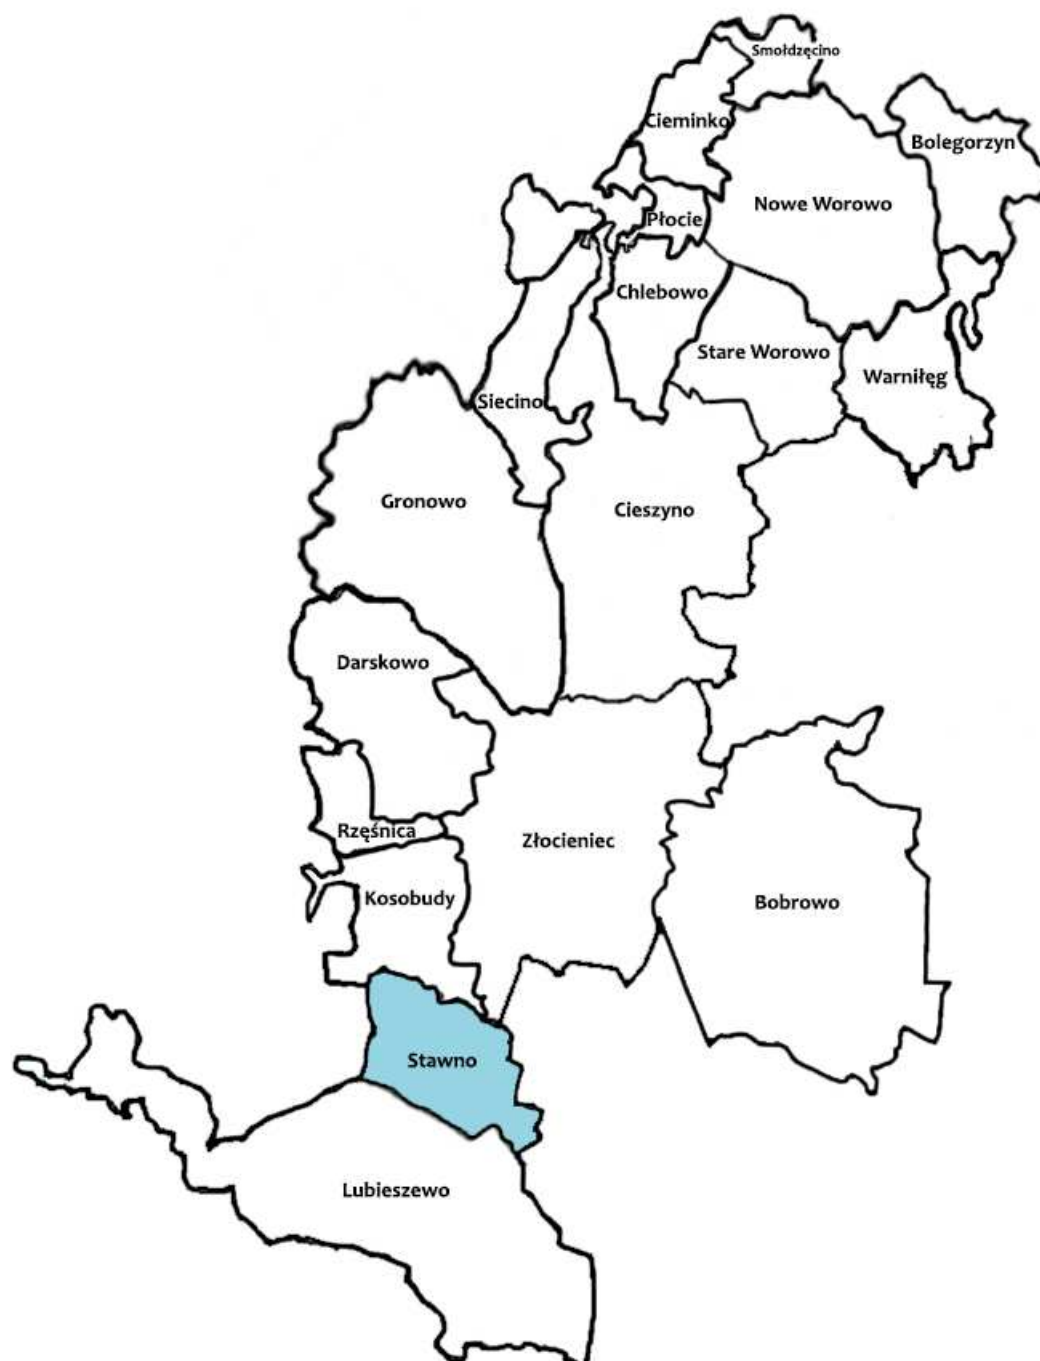 Smołdzęcino
Cieminko
Bolegorzyn
Nowe Worowo
Płocie
Chlebowo
Stare Worowo
Warniłęg
Siecino
Gronowo
Cieszyno
Darskowo
Rzęśnica
Złocieniec
Kosobudy
Bobrowo
Stawno
Lubieszewo